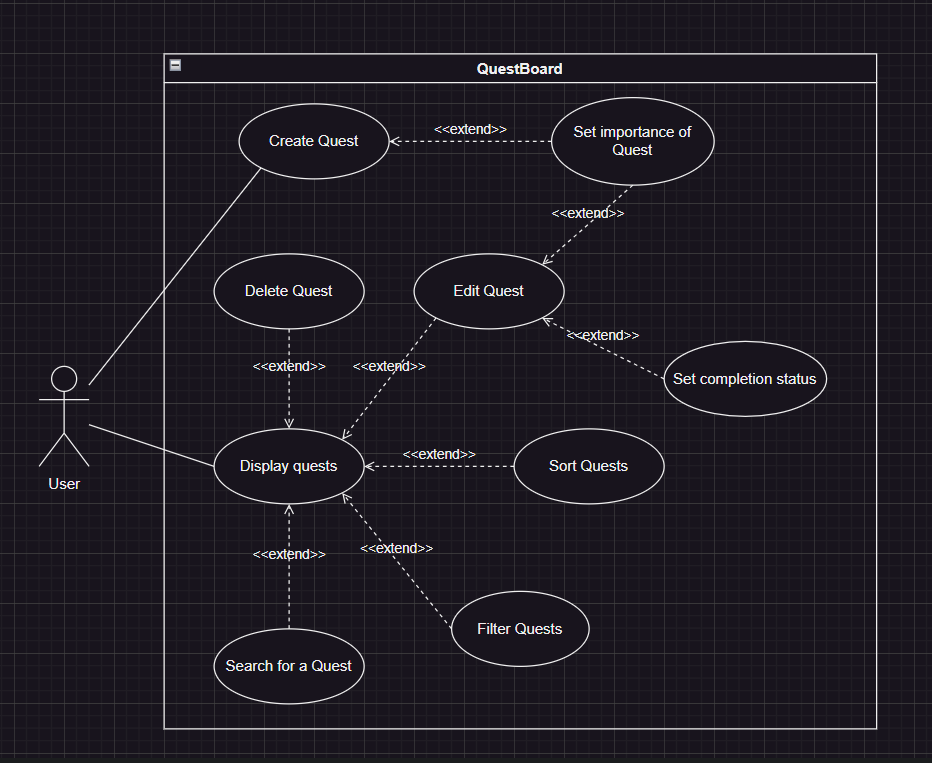 QuestBoard
Create Quest
<<extend>>
Set importance of
Quest
<<extend>>
Delete Quest
Edit Quest
<<extend>>
<<extend>>
<<extend>>
Set completion status
Display quests
<<extend>>
Sort Quests
User
<<extend>>
<<extend>>
Filter Quests
Search for a Quest